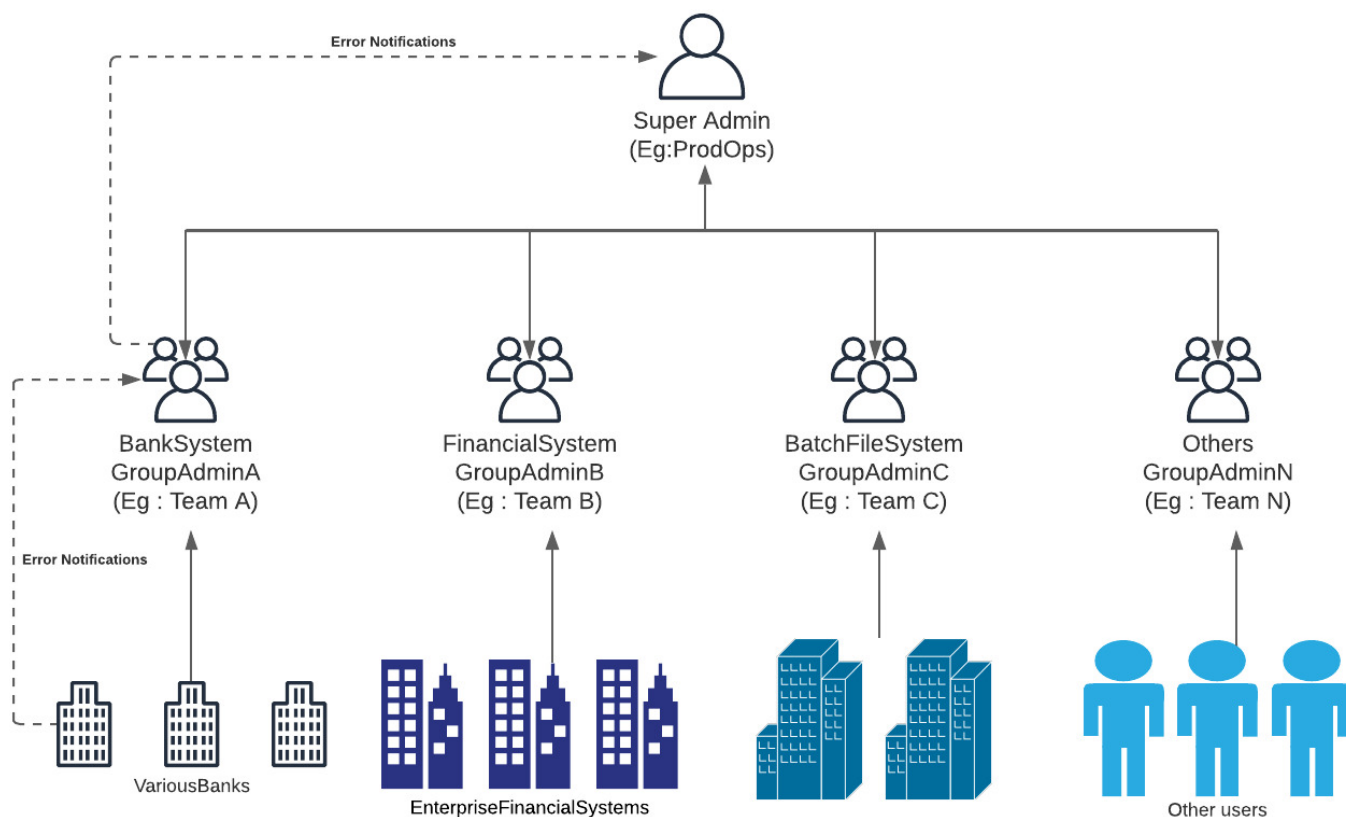 Error Notifications
Super Admin
(Eg:ProdOps)
BankSystem
GroupAdminA
(Eg : Team A)
FinancialSystem
GroupAdminB
(Eg : Team B)
BatchFileSystem
GroupAdminC
(Eg : Team C)
Others
GroupAdminN
(Eg : Team N)
Error Notifications
VariousBanks
EnterpriseFinancialSystems
Other users